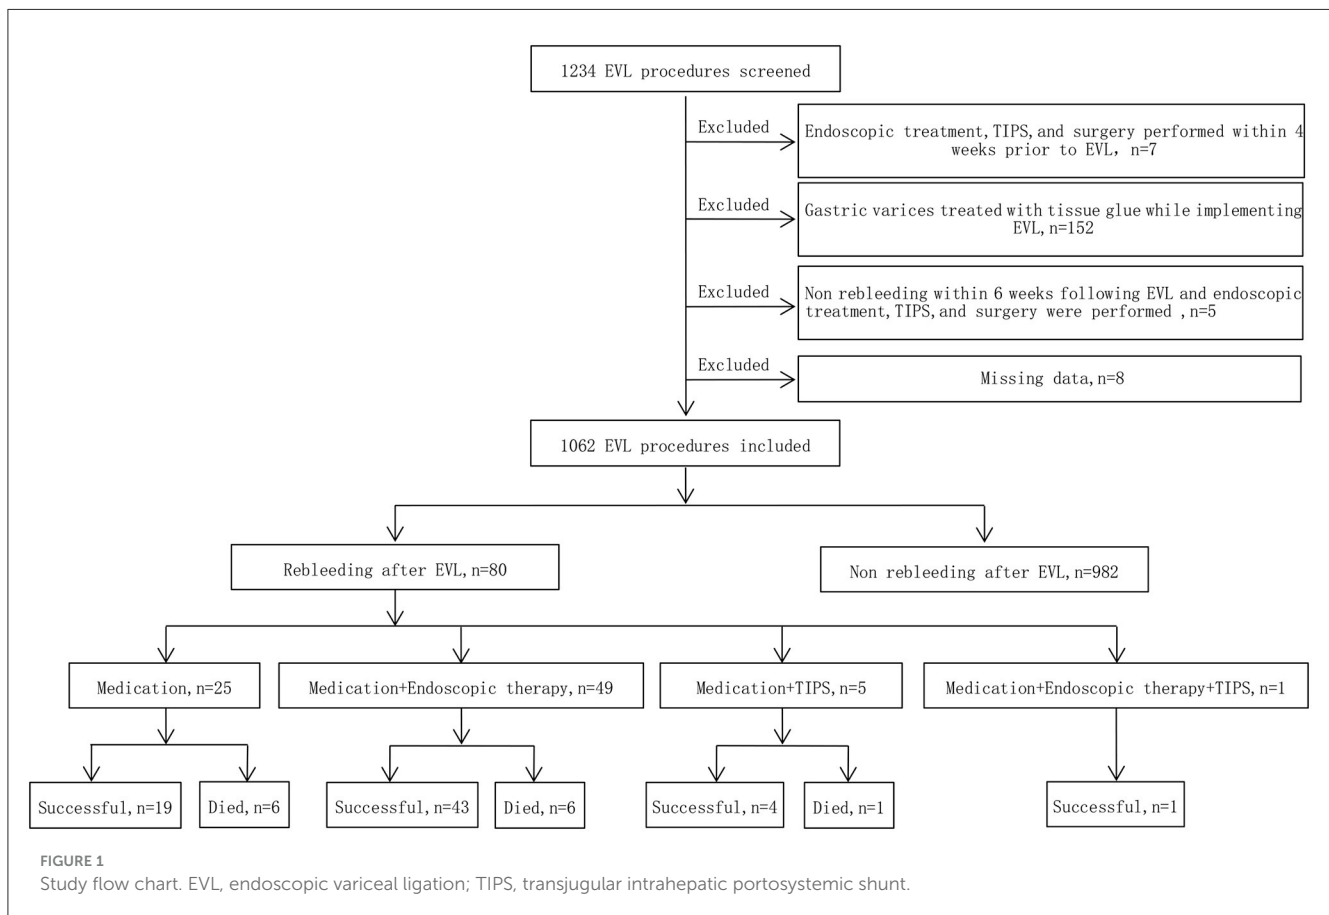 1234 EVL procedures screened
Excluded
Endoscopic treatment,TIPS,and surgery performed within 4
weeks prior to EVL, n=7
Excluded
Gastric varices treated with tissue glue while implementing
EVL,n=152
Excluded
Non rebleeding within 6 weeks following EVL and endoscopic
treatment,TIPS,and surgery were performed ,n=5
Excluded
Missing data,n=8
1062 EVL procedures included
Rebleeding after EVL,n=80
Non rebleeding after EVL,n=982
Medication,n=25
Medication+Endoscopic therapy,n=49
Medication+TIPS,n=5
Medication+Endoscopic therapy+TIPS,n=1
Successful,n=19
Died,n=6
Successful,n=43
Died,n=6
Successful,n=4
Died,n=1
Successful,n=1
FIGURE 1
Study flow chart. EVL, endoscopic variceal ligation; TIPS, transjugular intrahepatic portosystemic shunt.